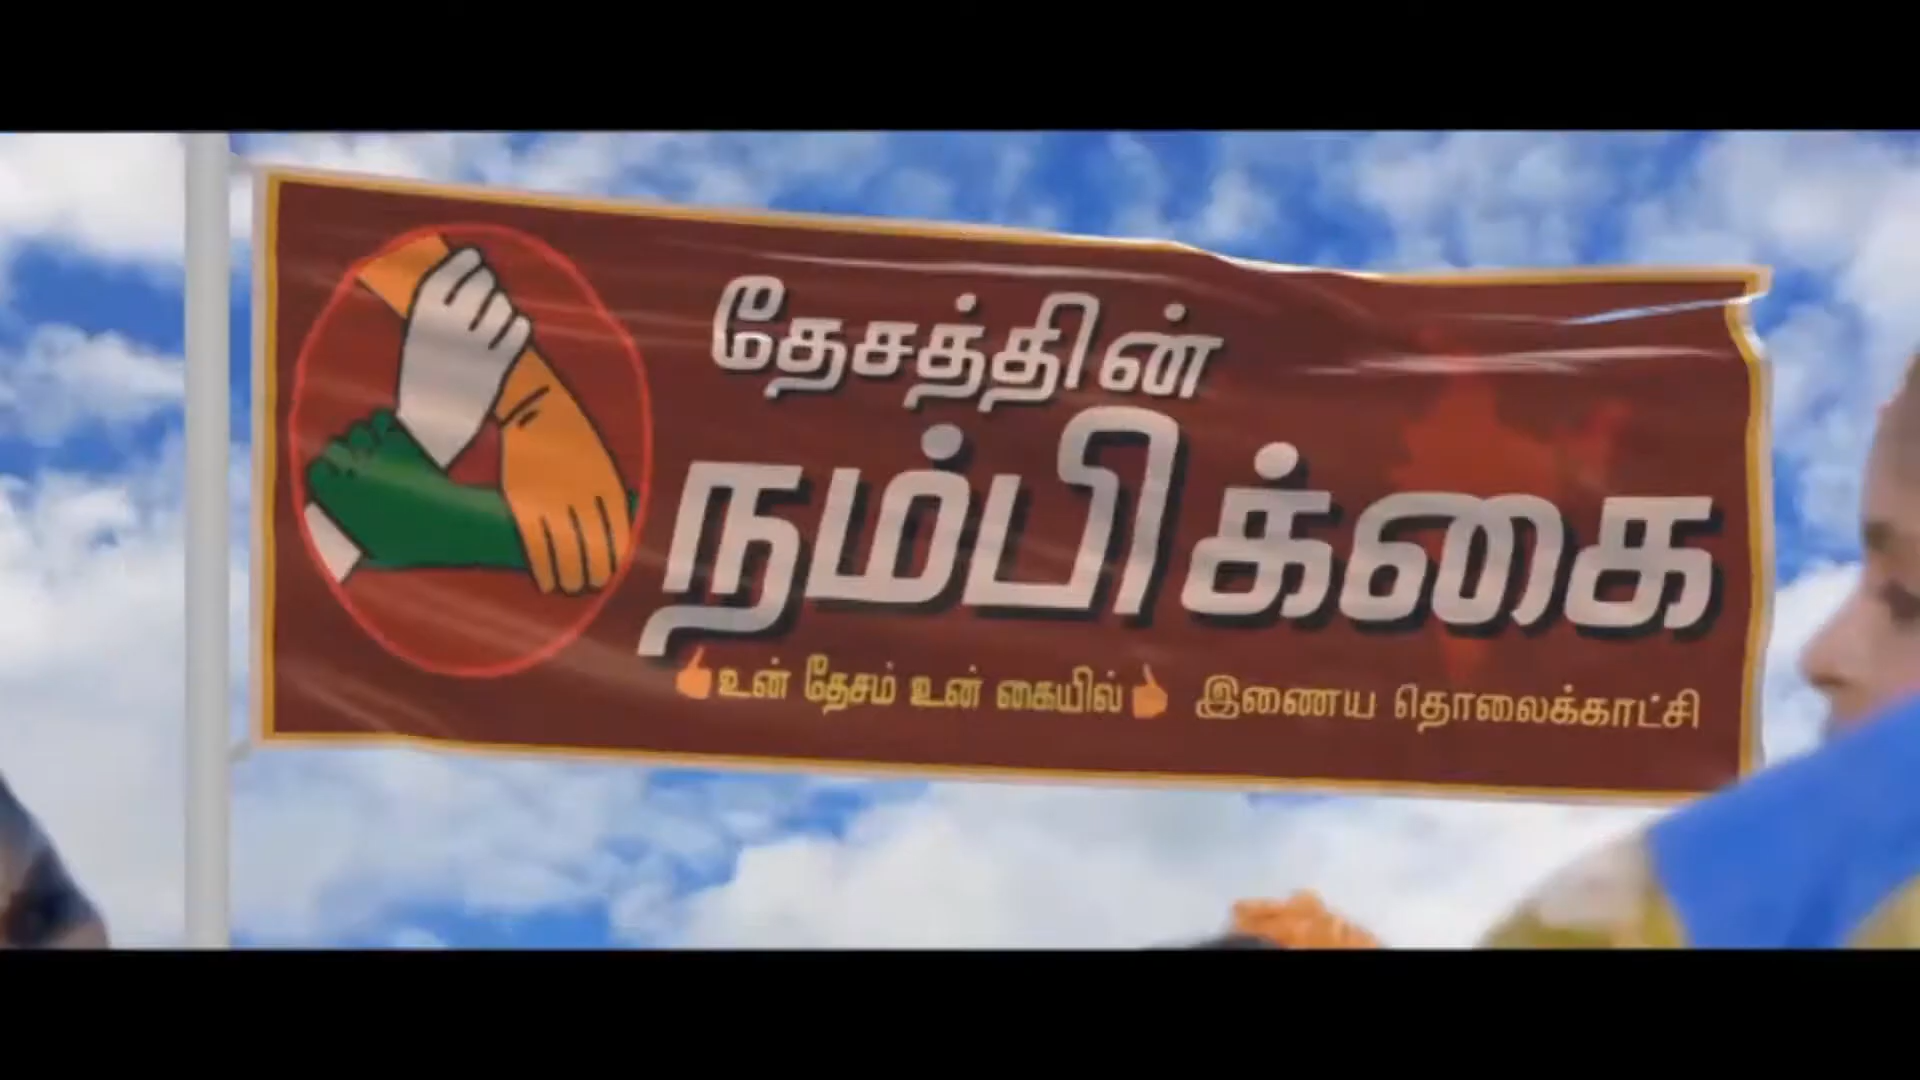 தேசத்தின்
நம்பிக்கை
உன் தேசம் உன் கையில் இணைய தொலைக்காட்சி